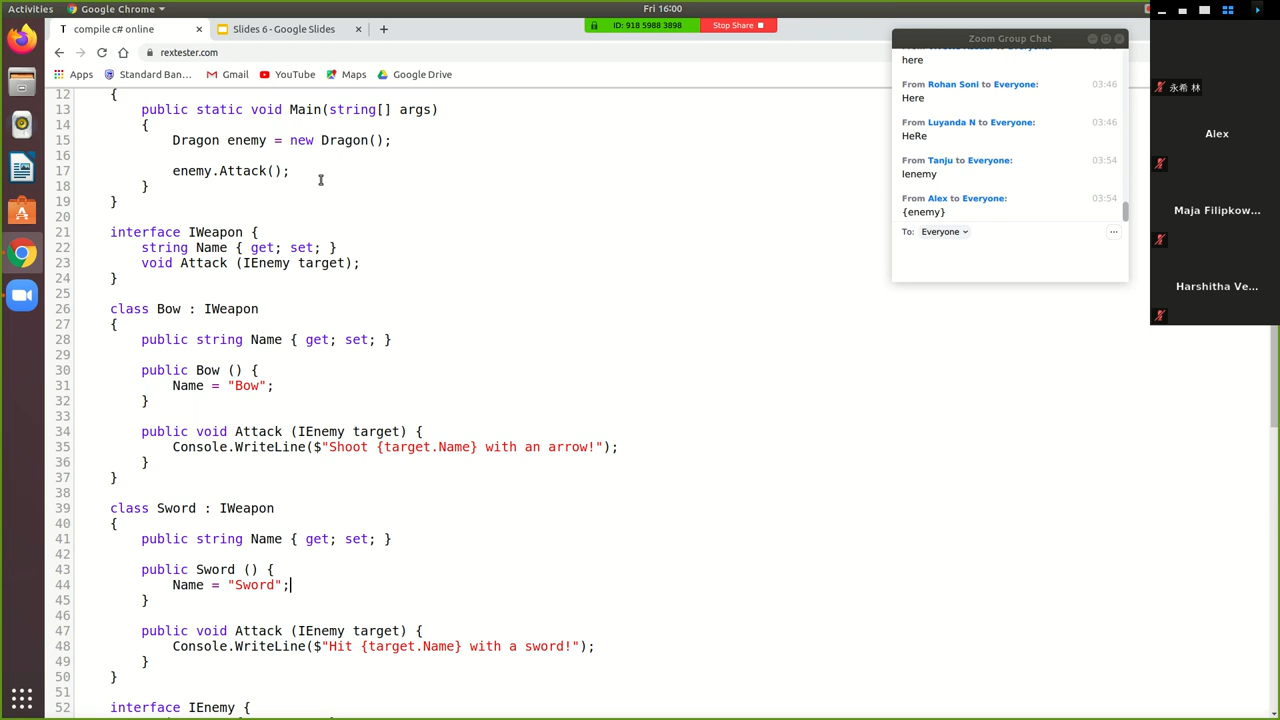 Activities
Google Chrome
Fri 16:00
compile c# online
Slides 6 - Google Slides
ID: 918 5988 3898
Stop Share
rextester.com
Apps
Standard Ban...
Gmail
YouTube
Maps
Google Drive
12 {
13 public static void Main(string[] args)
14 {
15 Dragon enemy = new Dragon();
16
17 enemy.Attack();
18 }
19 }
20
21 interface IWeapon {
22 string Name { get; set; }
23 void Attack (IEnemy target);
24 }
25
26 class Bow : IWeapon
27 {
28 public string Name { get; set; }
29
30 public Bow () {
31 Name = "Bow";
32 }
33
34 public void Attack (IEnemy target) {
35 Console.WriteLine($"Shoot {target.Name} with an arrow!");
36 }
37 }
38
39 class Sword : IWeapon
40 {
41 public string Name { get; set; }
42
43 public Sword () {
44 Name = "Sword";
45 }
46
47 public void Attack (IEnemy target) {
48 Console.WriteLine($"Hit {target.Name} with a sword!");
49 }
50 }
51
52 interface IEnemy {
Zoom Group Chat
here
From Rohan Soni to Everyone: 03:46
Here
From Luyanda N to Everyone: 03:46
HeRe
From Tanju to Everyone: 03:54
Ienemy
From Alex to Everyone: 03:54
{enemy}
To: Everyone
永希 林
Alex
Maja Filipkow...
Harshitha Ve...